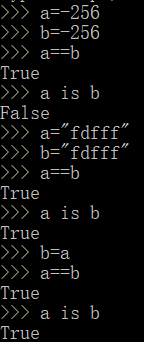 >>> a=-256
>>> b=-256
>>> a==b
True
>>> a is b
False
>>> a="fdfff"
>>> b="fdfff"
>>> a==b
True
>>> a is b
True
>>> b=a
>>> a==b
True
>>> a is b
True